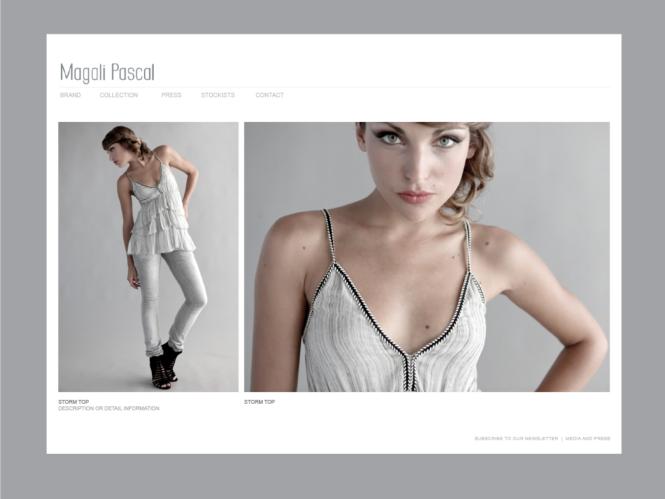 Magali Pascal
BRAND COLLECTION PRESS STOCKISTS CONTACT
STORM TOP
DESCRIPTION OR DETAIL INFORMATION
STORM TOP
SUBSCRIBE TO OUR NEWSLETTER | MEDIA AND PRESS